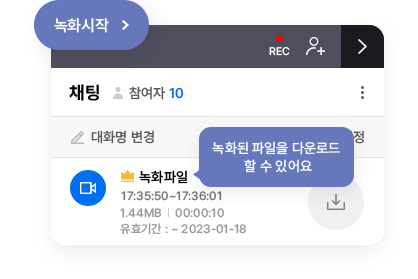 녹화시작
REC
채팅 참여자 10
대화명 변경
정
녹화된 파일을 다운로드
할 수 있어요
녹화파일
17:35:50~17:36:01
1.44MB | 00:00:10
유효기간 : ~ 2023-01-18